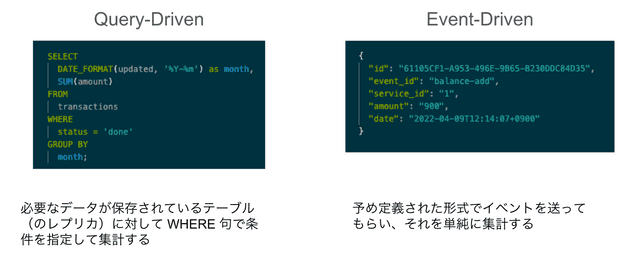 Query-Driven
SELECT
DATE_FORMAT(updated, '%Y-%m') as month,
SUM(amount)
FROM
transactions
WHERE
status = 'done'
GROUP BY
month;
必要なデータが保存されているテーブル
（のレプリカ）に対して WHERE 句で条
件を指定して集計する
Event-Driven
{
"id": "61105CF1-A953-496E-9B65-B230DDC84D35",
"event_id": "balance-add",
"service_id": "1",
"amount": "900",
"date": "2022-04-09T12:14:07+0900"
}
予め定義された形式でイベントを送って
もらい、それを単純に集計する